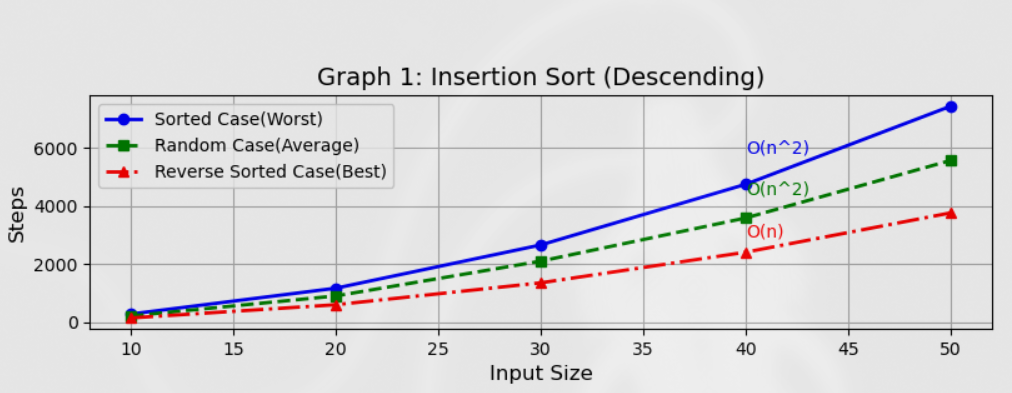 Graph 1: Insertion Sort (Descending)
Sorted Case(Worst)
Random Case(Average)
Reverse Sorted Case(Best)
O(n^2)
O(n^2)
O(n)
Steps
6000
4000
2000
0
10 15 20 25 30 35 40 45 50
Input Size